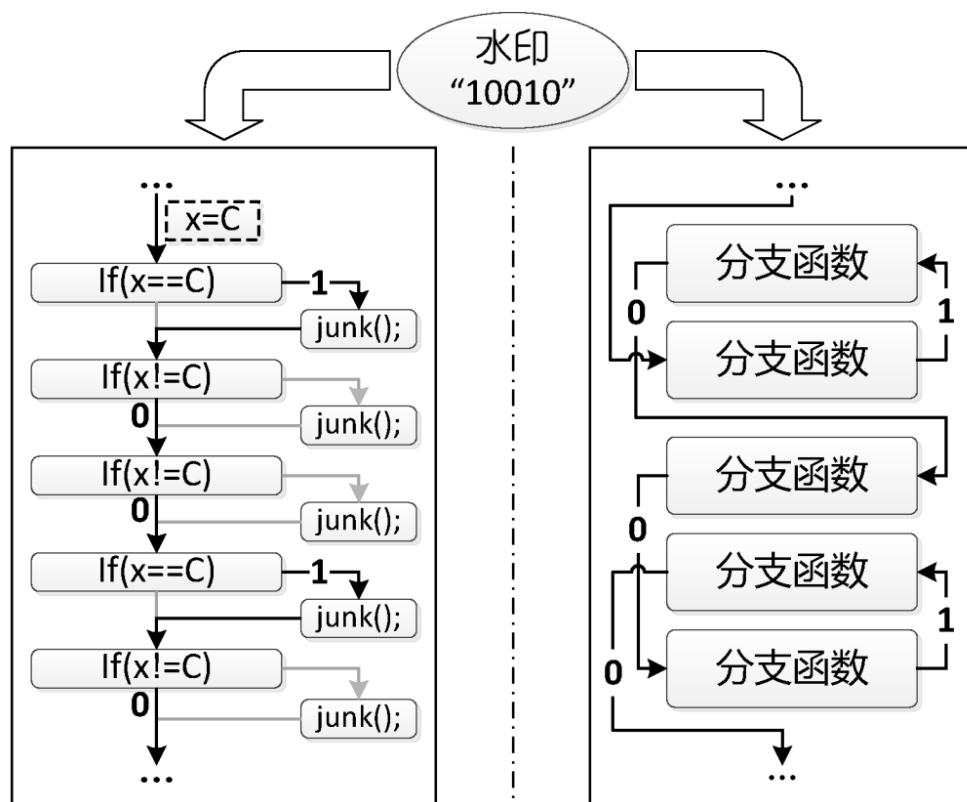 水印
“10010”
...
x=C
If(x==C)
1
junk();
If(x!=C)
0
junk();
If(x!=C)
0
junk();
If(x==C)
1
junk();
If(x!=C)
0
junk();
...
...
分支函数
0
1
分支函数
分支函数
0
分支函数
1
0
分支函数
...